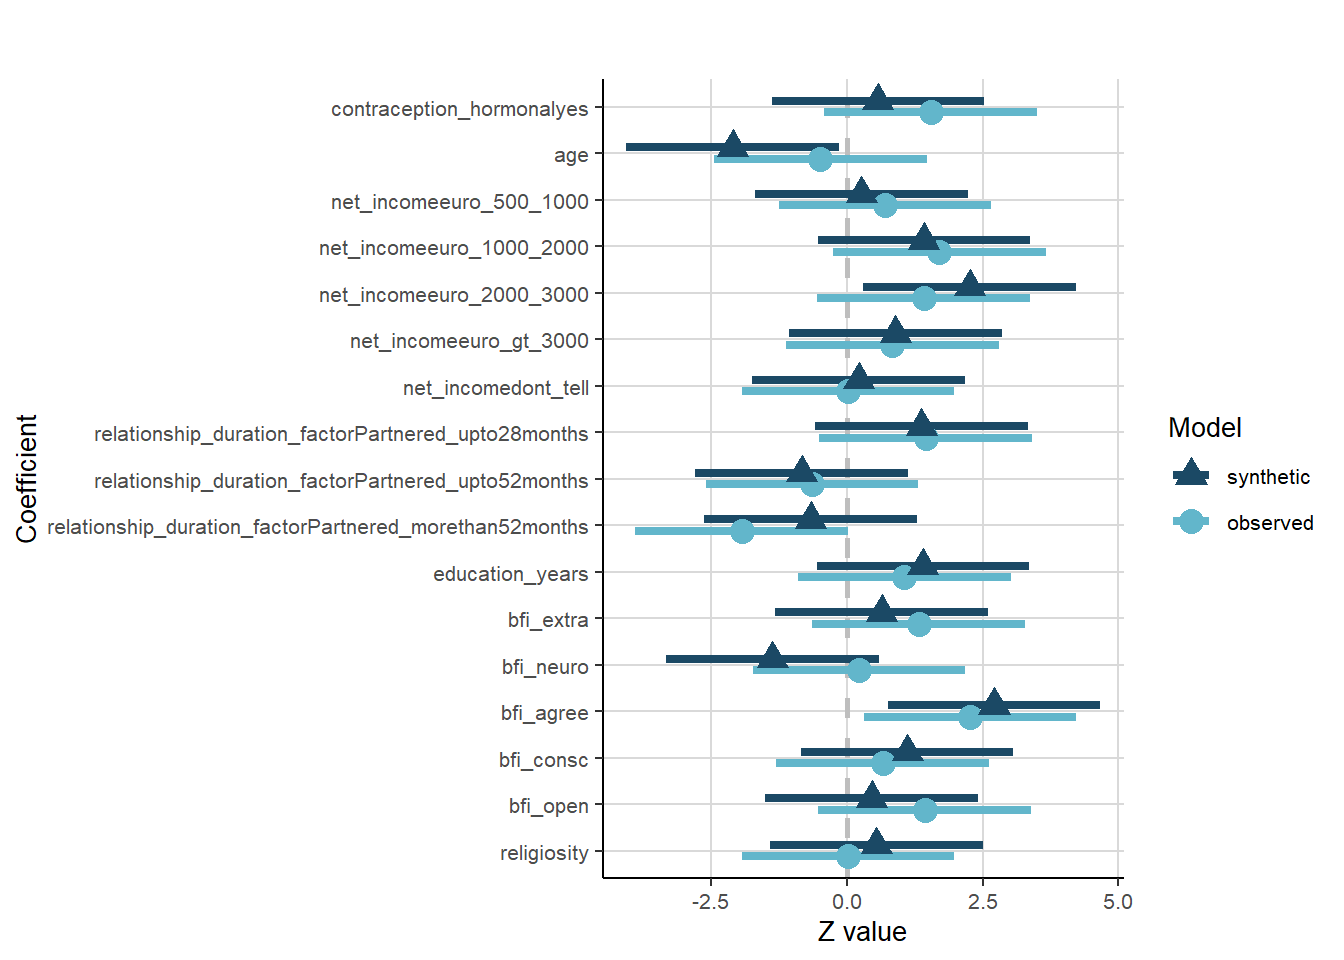 contraception_hormonalyes
age
net_incomeeuro_500_1000
net_incomeeuro_1000_2000
net_incomeeuro_2000_3000
net_incomeeuro_gt_3000
net_incomedont_tell
relationship_duration_factorPartnered_upto28months
relationship_duration_factorPartnered_upto52months
relationship_duration_factorPartnered_morethan52months
education_years
bfi_extra
bfi_neuro
bfi_agree
bfi_consc
bfi_open
religiosity
Coefficient
-2.5 0.0 2.5 5.0
Z value
Model
synthetic
observed